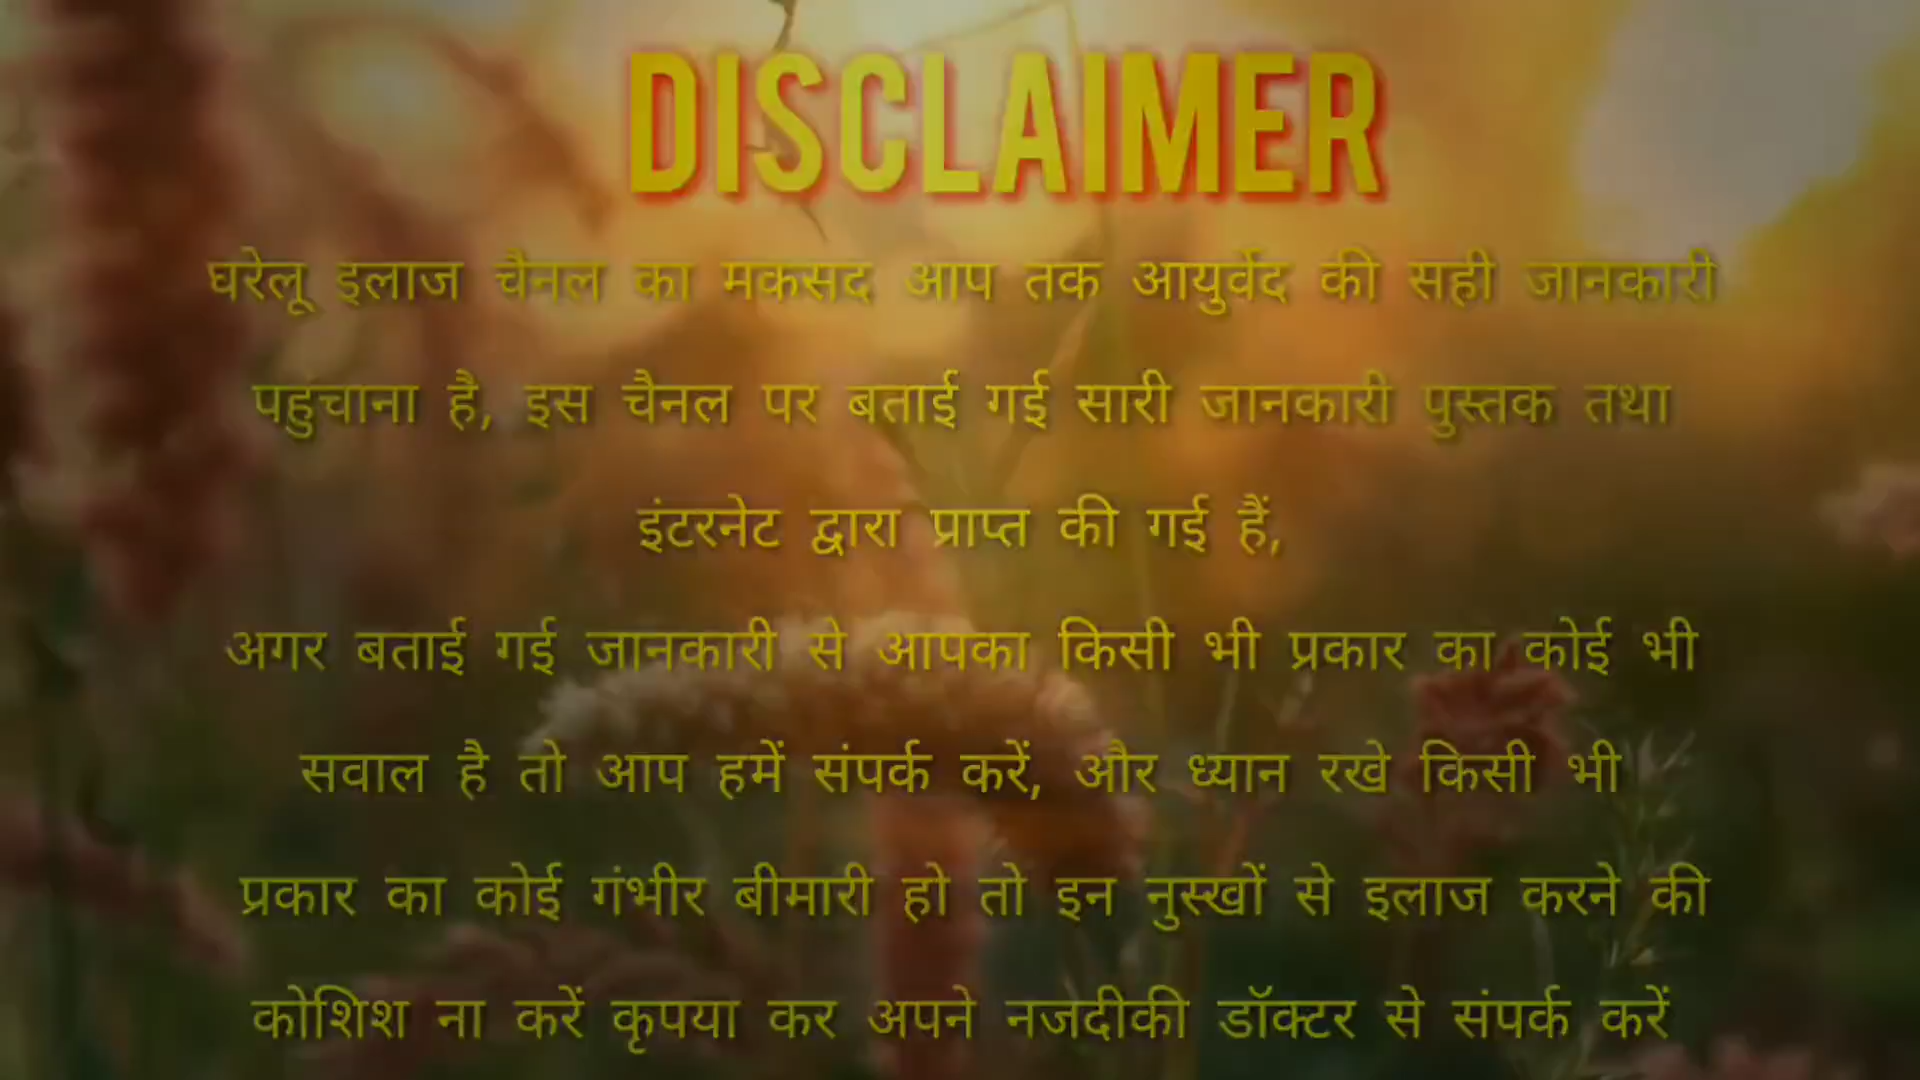 DISCLAIMER
घरेलू इलाज चैनल का मकसद आप तक आयुर्वेद की सही जानकारी
पहुंचाना है, इस चैनल पर बताई गई सारी जानकारी पुस्तक तथा
इंटरनेट द्वारा प्राप्त की गई हैं,
अगर बताई गई जानकारी से आपका किसी भी प्रकार का कोई भी
सवाल है तो आप हमें संपर्क करें, और ध्यान रखे किसी भी
प्रकार का कोई गंभीर बीमारी हो तो इन नुस्खों से इलाज करने की
कोशिश ना करें कृपया कर अपने नजदीकी डॉक्टर से संपर्क करें